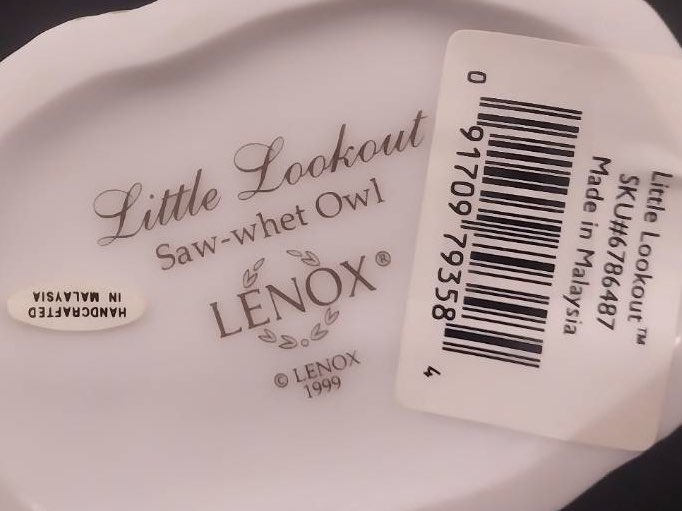 Little Lookout
Saw-whet Owl
LENOX®
© LENOX
1999
HANDCRAFTED
IN MALAYSIA
Little Lookout™
SKU#6786487
Made in Malaysia
0 91709 79358 4